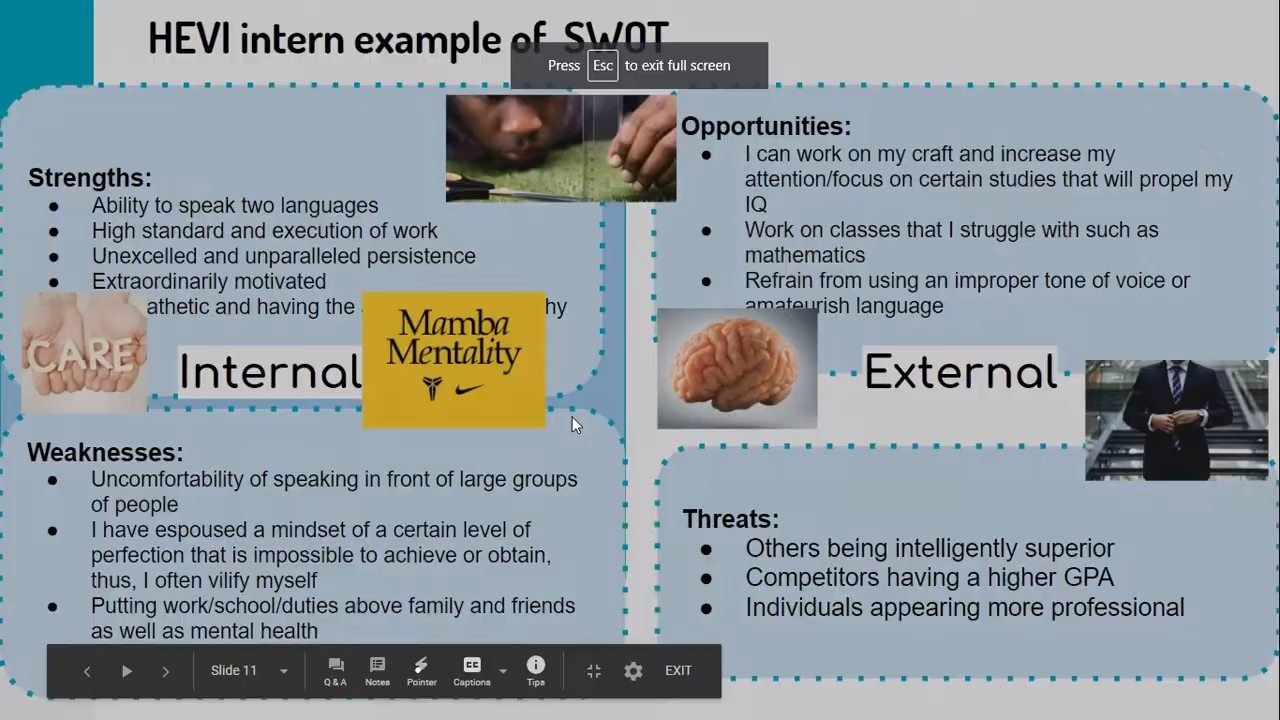 HEVI intern example of SWOT
Press Esc to exit full screen
Strengths:
● Ability to speak two languages
● High standard and execution of work
● Unexcelled and unparalleled persistence
● Extraordinarily motivated
athetic and having the
CARE
Internal
Mamba
Mentality
Weaknesses:
● Uncomfortability of speaking in front of large groups
of people
● I have espoused a mindset of a certain level of
perfection that is impossible to achieve or obtain,
thus, I often vilify myself
● Putting work/school/duties above family and friends
as well as mental health
Opportunities:
● I can work on my craft and increase my
attention/focus on certain studies that will propel my
IQ
● Work on classes that I struggle with such as
mathematics
● Refrain from using an improper tone of voice or
amateurish language
External
Threats:
● Others being intelligently superior
● Competitors having a higher GPA
● Individuals appearing more professional
Slide 11
Q & A
Notes
Pointer
Captions
Tips
EXIT